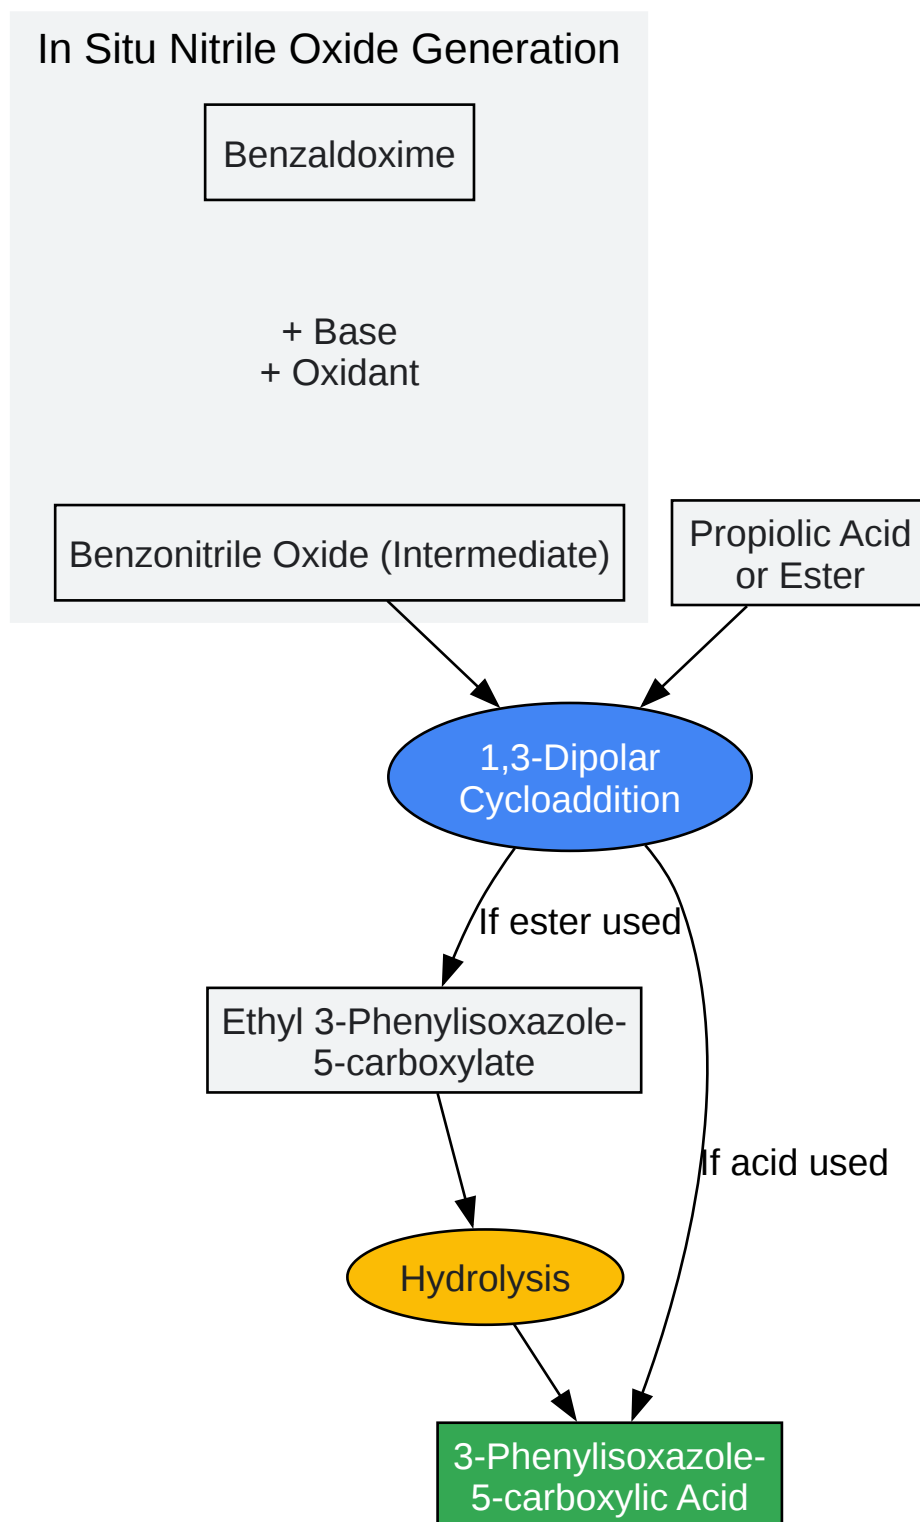 In Situ Nitrile Oxide Generation
Benzaldoxime
+ Base
+ Oxidant
Benzonitrile Oxide (Intermediate)
Propiolic Acid
or Ester
1,3-Dipolar
Cycloaddition
If ester used
Ethyl 3-Phenylisoxazole-
5-carboxylate
If acid used
Hydrolysis
3-Phenylisoxazole-
5-carboxylic Acid